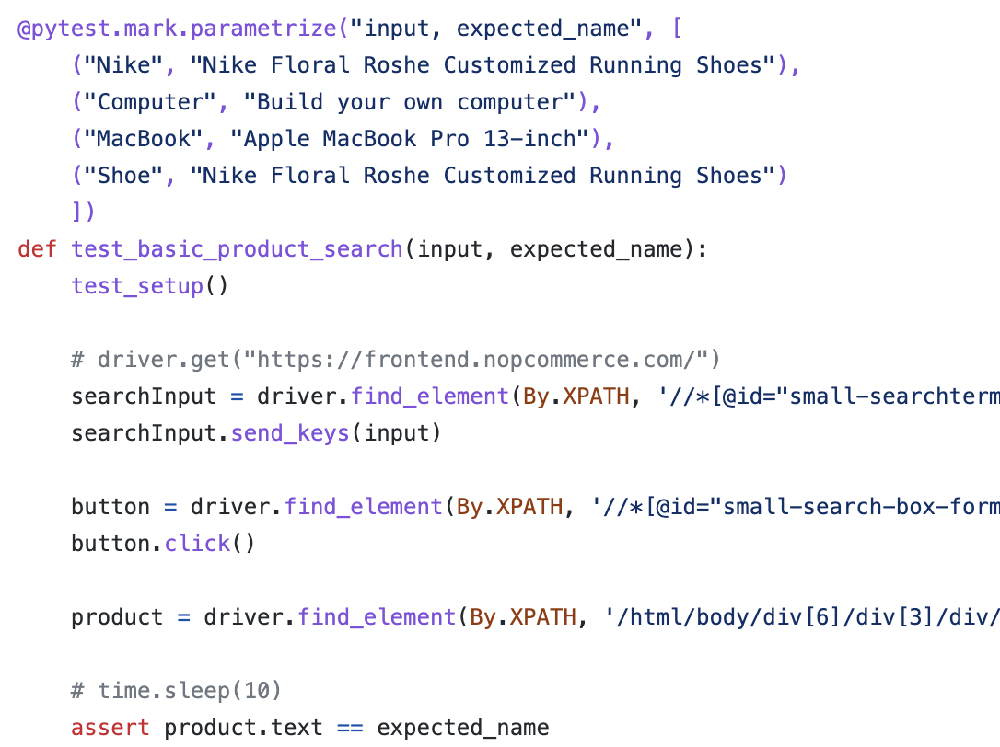 @pytest.mark.parametrize("input, expected_name", [
    ("Nike", "Nike Floral Roshe Customized Running Shoes"),
    ("Computer", "Build your own computer"),
    ("MacBook", "Apple MacBook Pro 13-inch"),
    ("Shoe", "Nike Floral Roshe Customized Running Shoes")
    ])
def test_basic_product_search(input, expected_name):
    test_setup()

    # driver.get("https://frontend.nopcommerce.com/")
    searchInput = driver.find_element(By.XPATH, '//*[@id="small-searchterm
    searchInput.send_keys(input)

    button = driver.find_element(By.XPATH, '//*[@id="small-search-box-form
    button.click()

    product = driver.find_element(By.XPATH, '/html/body/div[6]/div[3]/div/

    # time.sleep(10)
    assert product.text == expected_name